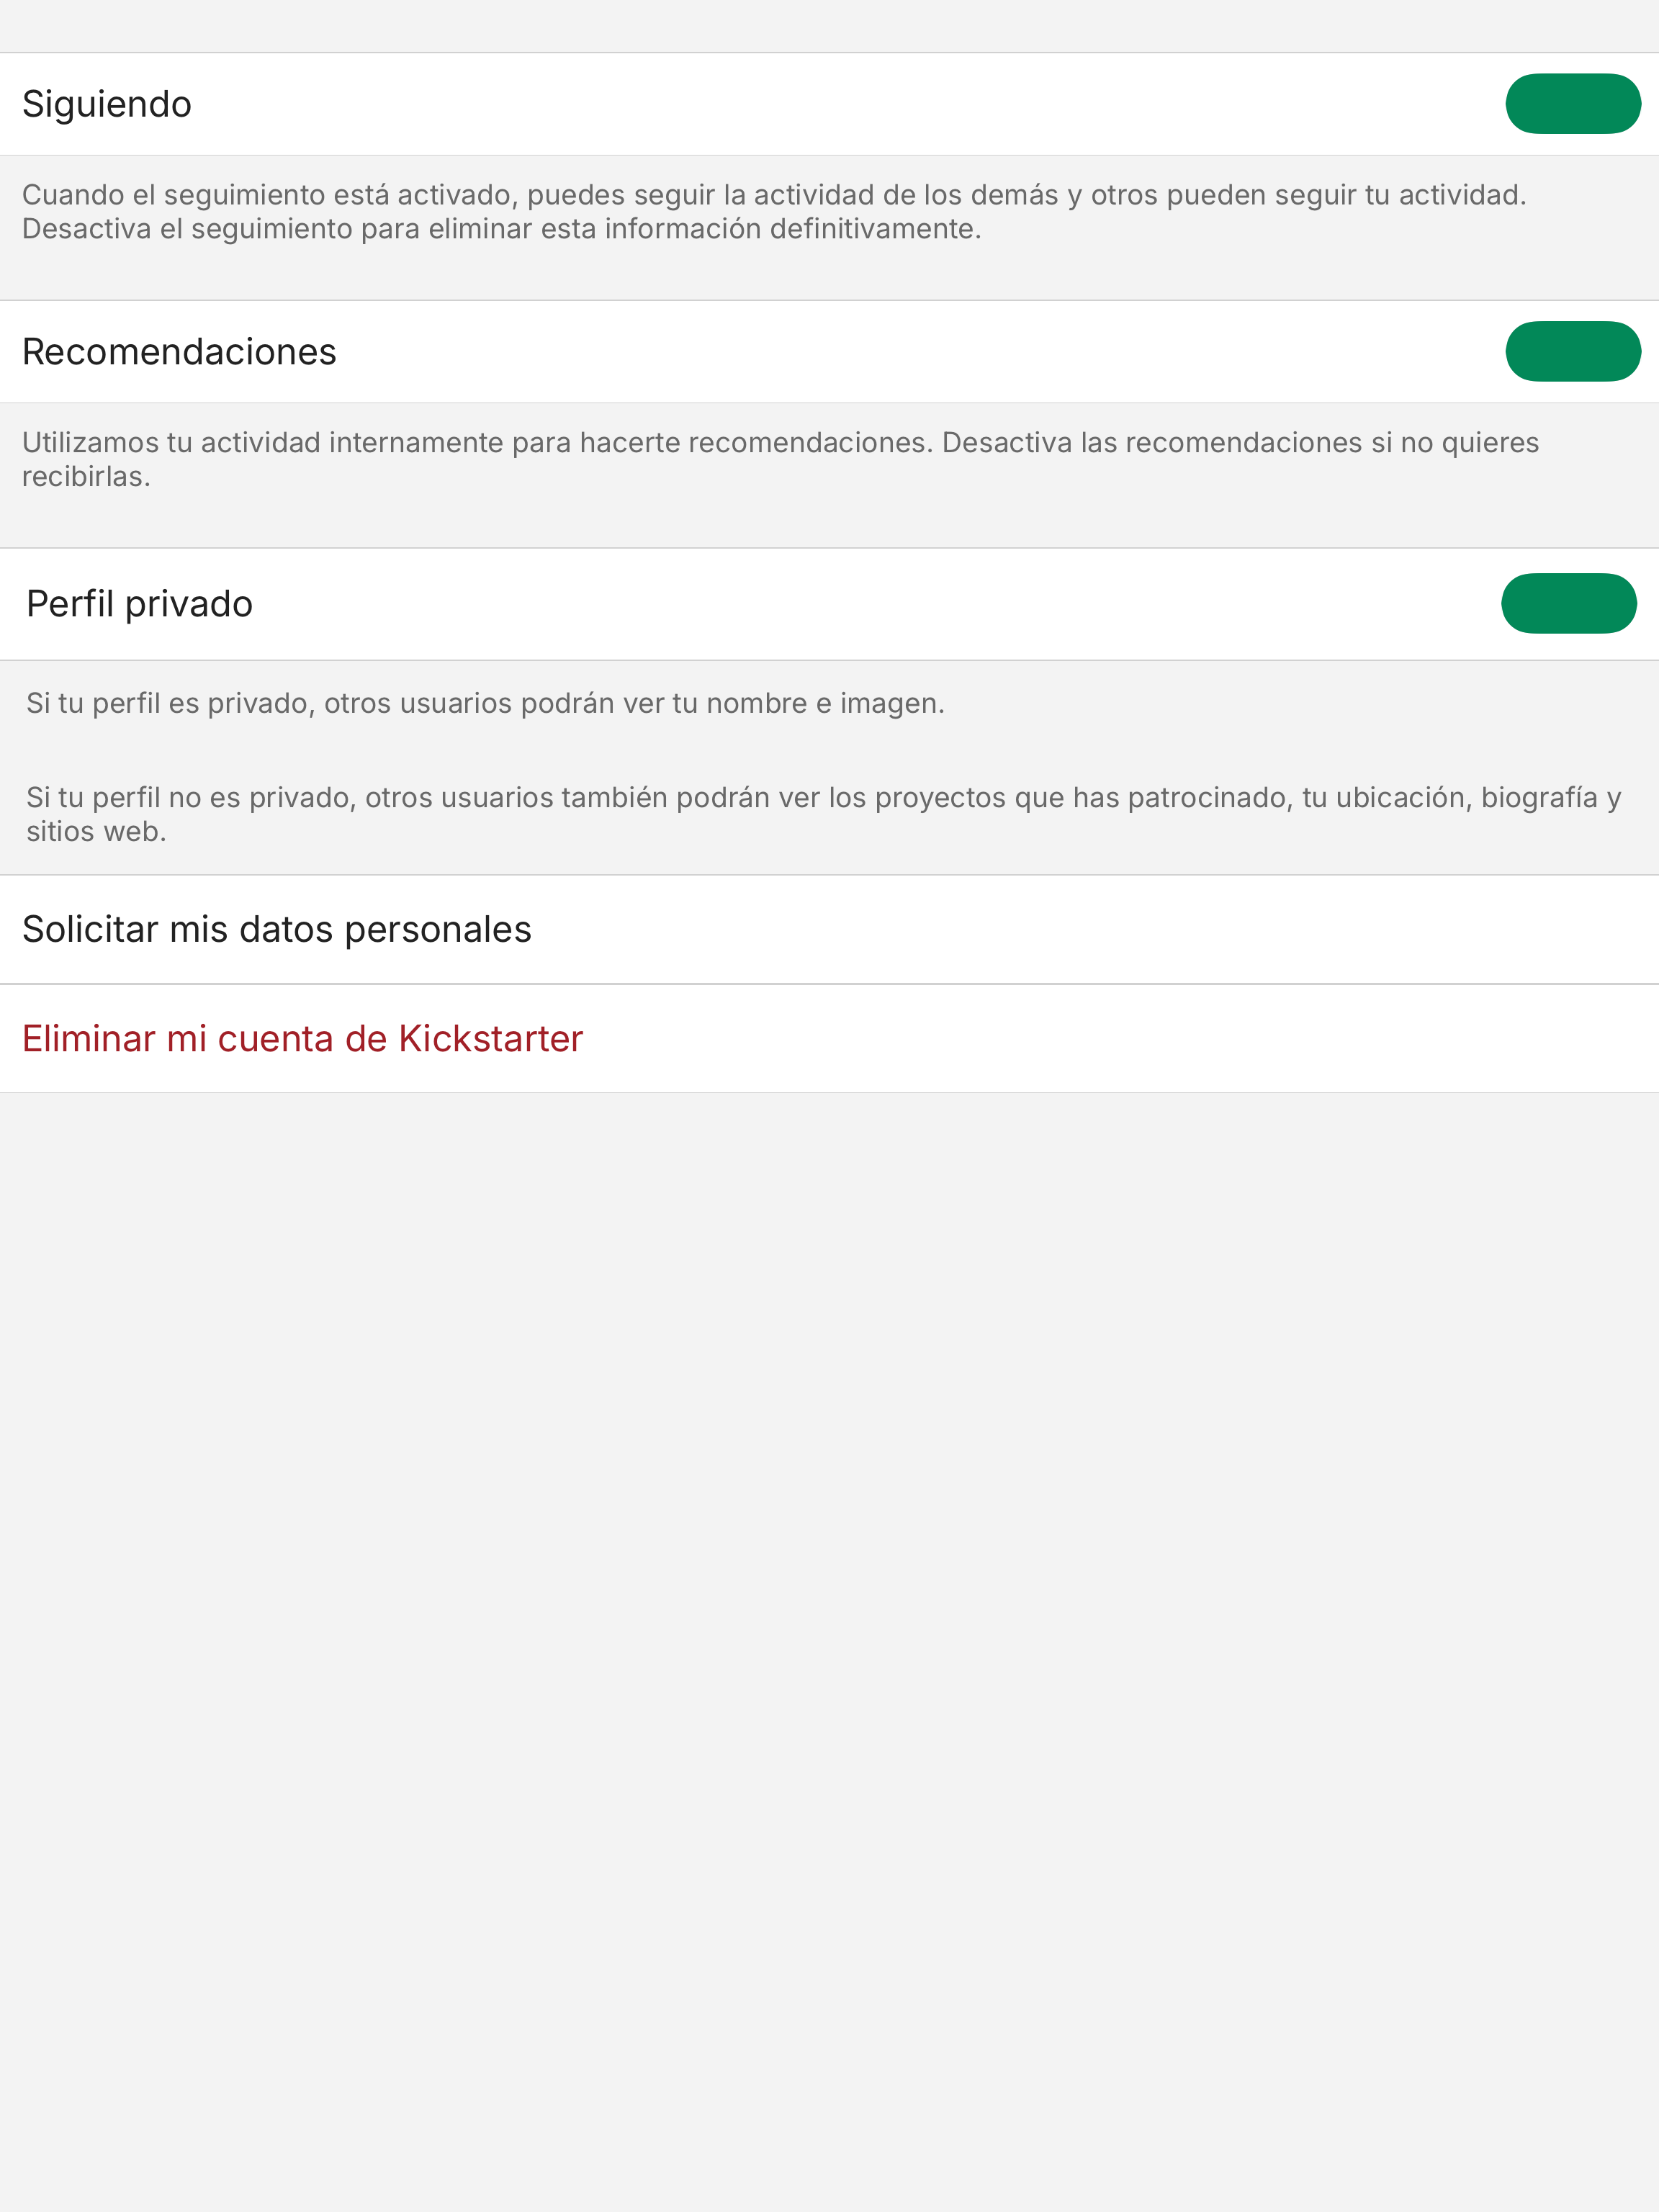 Siguiendo
Cuando el seguimiento está activado, puedes seguir la actividad de los demás y otros pueden seguir tu actividad.
Desactiva el seguimiento para eliminar esta información definitivamente.
Recomendaciones
Utilizamos tu actividad internamente para hacerte recomendaciones. Desactiva las recomendaciones si no quieres
recibirlas.
Perfil privado
Si tu perfil es privado, otros usuarios podrán ver tu nombre e imagen.
Si tu perfil no es privado, otros usuarios también podrán ver los proyectos que has patrocinado, tu ubicación, biografía y
sitios web.
Solicitar mis datos personales
Eliminar mi cuenta de Kickstarter